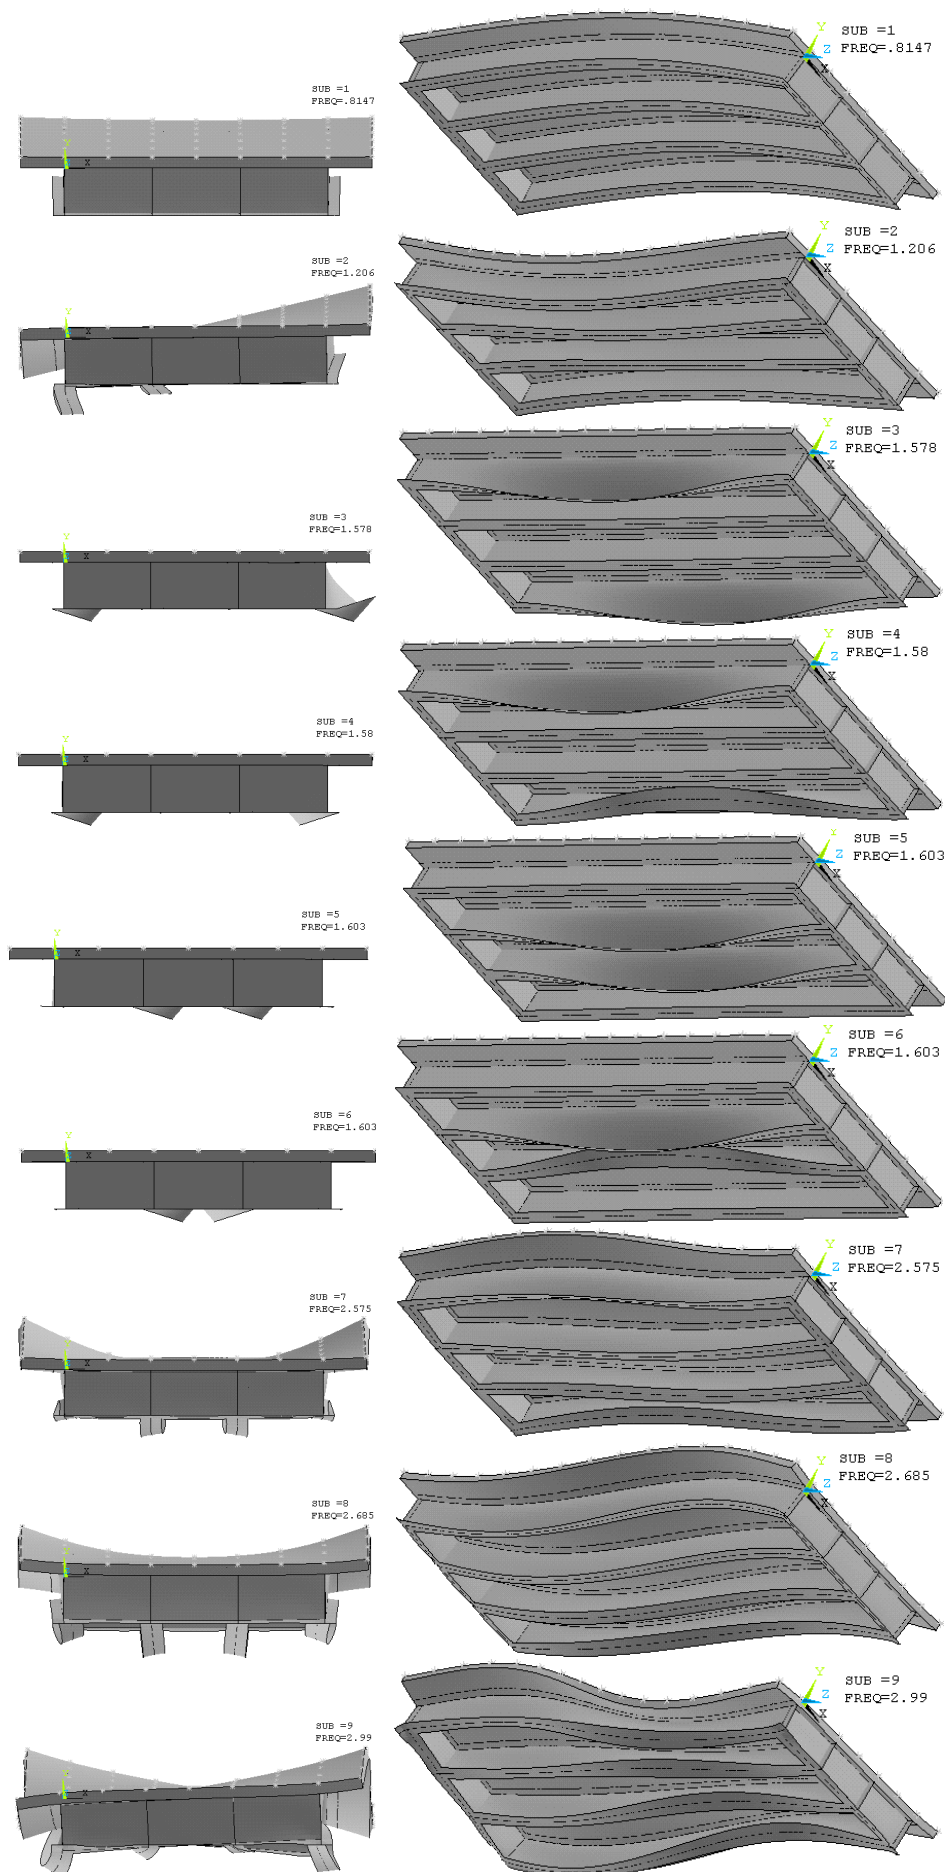 SUB =1
FREQ=.8147
Y
X
SUB =1
FREQ=.8147
Y
Z
X
SUB =2
FREQ=1.206
Y
X
SUB =2
FREQ=1.206
Y
Z
X
SUB =3
FREQ=1.578
Y
X
SUB =3
FREQ=1.578
Y
Z
X
SUB =4
FREQ=1.58
Y
X
SUB =4
FREQ=1.58
Y
Z
X
SUB =5
FREQ=1.603
Y
X
SUB =5
FREQ=1.603
Y
Z
X
SUB =6
FREQ=1.603
Y
X
SUB =6
FREQ=1.603
Y
Z
X
SUB =7
FREQ=2.575
Y
X
SUB =7
FREQ=2.575
Y
Z
X
SUB =8
FREQ=2.685
Y
X
SUB =8
FREQ=2.685
Y
Z
X
SUB =9
FREQ=2.99
Y
X
SUB =9
FREQ=2.99
Y
Z
X